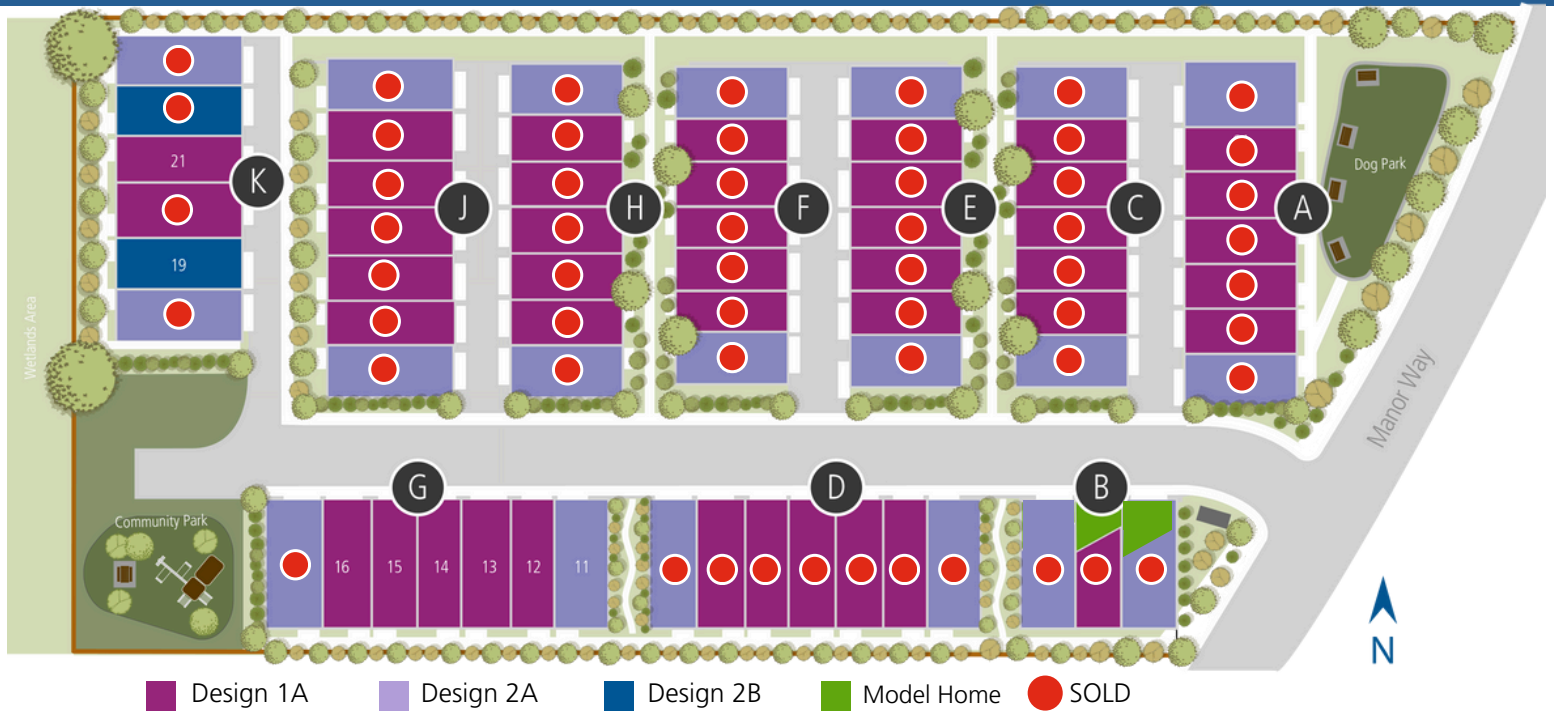 21
K
19
J
H
F
E
C
A
Dog Park
Wetlands Area
Manor Way
G
D
B
Community Park
16
15
14
13
12
11
N
Design 1A
Design 2A
Design 2B
Model Home
SOLD